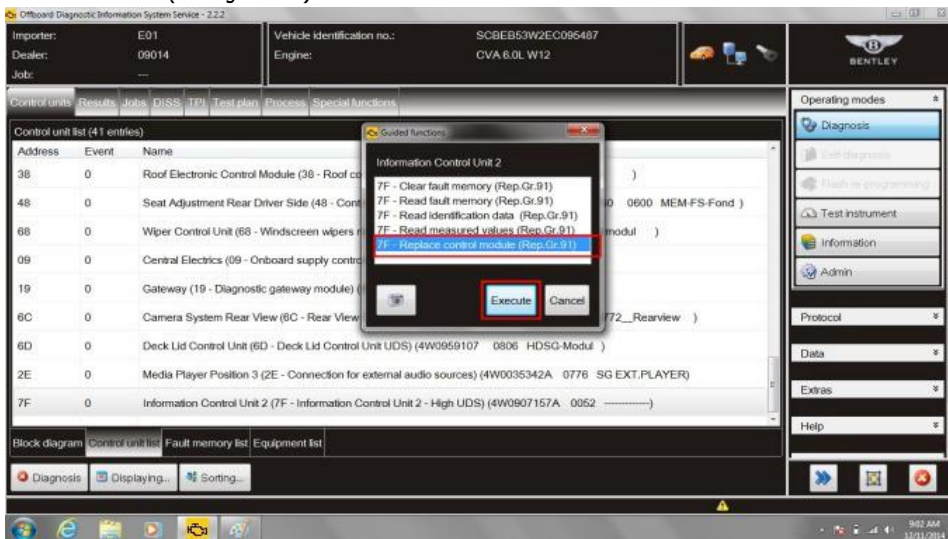 Offboard Diagnostic Information System Service - 2.2.2
Importer: E01
Dealer: 09014
Job: ---
Vehicle identification no.: SCBEB53W2EC095487
Engine: CVA 6.0L W12
BENTLEY
Control units Results Jobs DISS TPI Test plan Process Special functions
Control unit list (41 entries)
Address Event Name
38 0 Roof Electronic Control Module (38 - Roof co )
48 0 Seat Adjustment Rear Driver Side (48 - Cont 0600 MEM-FS-Fond )
68 0 Wiper Control Unit (68 - Windscreen wipers modul )
09 0 Central Electrics (09 - Onboard supply contro
19 0 Gateway (19 - Diagnostic gateway module) (
6C 0 Camera System Rear View (6C - Rear View 772__Rearview )
6D 0 Deck Lid Control Unit (6D - Deck Lid Control Unit UDS) (4W0959107 0806 HDSG-Modul )
2E 0 Media Player Position 3 (2E - Connection for external audio sources) (4W0035342A 0776 SG EXT.PLAYER)
7F 0 Information Control Unit 2 (7F - Information Control Unit 2 - High UDS) (4W0907157A 0052 ------------)
Guided functions
Information Control Unit 2
7F - Clear fault memory (Rep.Gr.91)
7F - Read fault memory (Rep.Gr.91)
7F - Read identification data (Rep.Gr.91)
7F - Read measured values (Rep.Gr.91)
7F - Replace control module (Rep.Gr.91)
Execute Cancel
Block diagram Control unit list Fault memory list Equipment list
Diagnosis Displaying... Sorting...
Operating modes
Diagnosis
Self-diagnosis
Flash re-programming
Test instrument
Information
Admin
Protocol
Data
Extras
Help
9:02 AM
12/11/2014